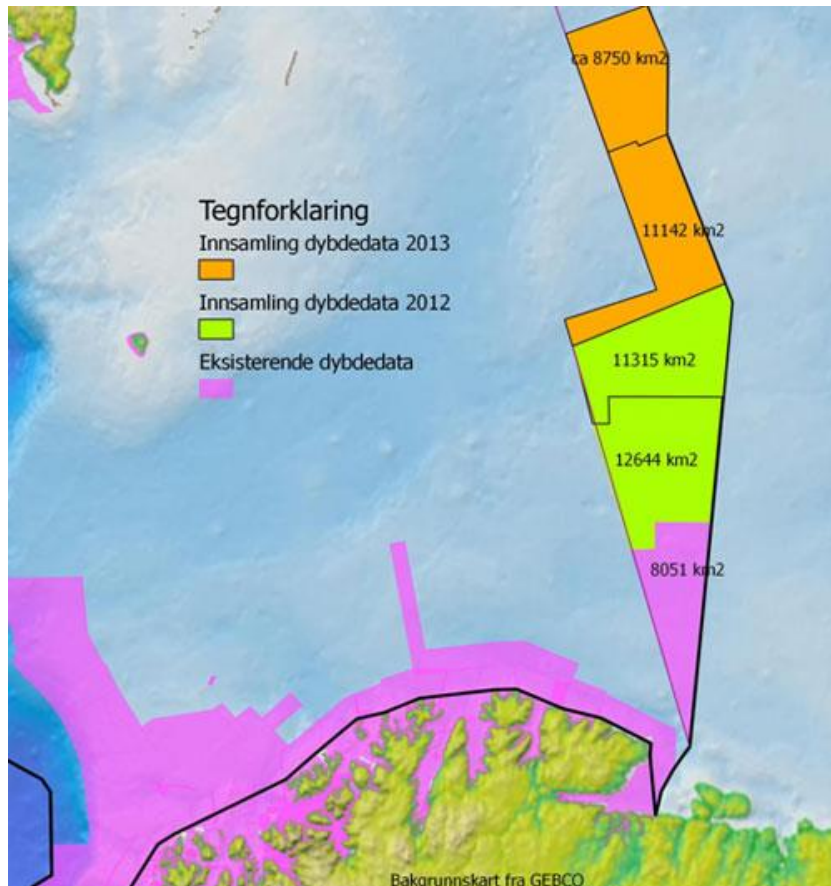 ca 8750 km2
11142 km2
Tegnforklaring
Innsamling dybdedata 2013
Innsamling dybdedata 2012
Eksisterende dybdedata
11315 km2
12644 km2
8051 km2
Bakgrunnskart fra GEBCO